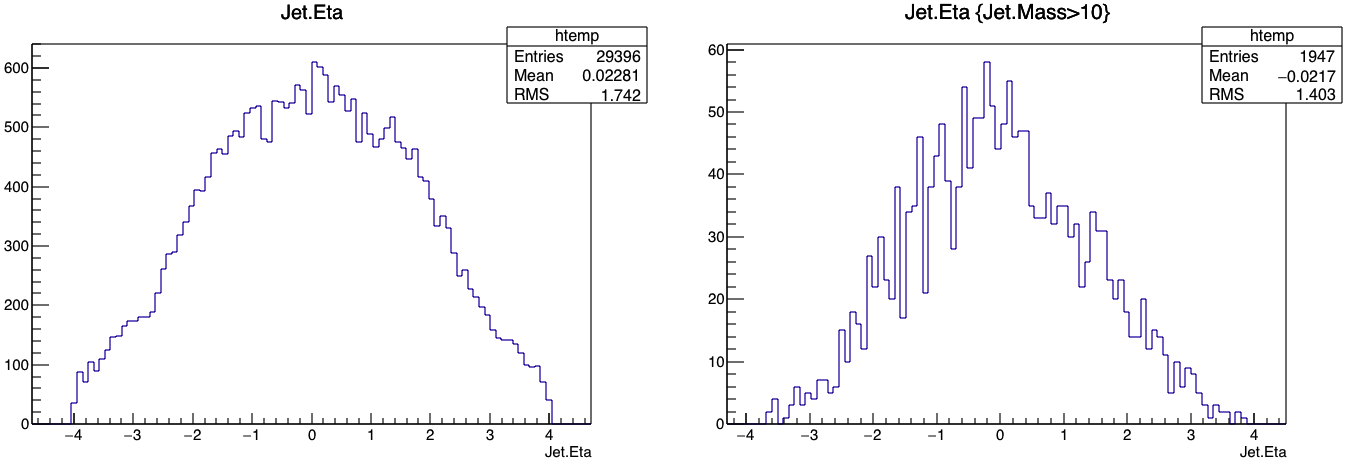 Jet.Eta
htemp
Entries 29396
Mean 0.02281
RMS 1.742
600
500
400
300
200
100
0
−4 −3 −2 −1 0 1 2 3 4
Jet.Eta
Jet.Eta {Jet.Mass>10}
htemp
Entries 1947
Mean −0.0217
RMS 1.403
60
50
40
30
20
10
0
−4 −3 −2 −1 0 1 2 3 4
Jet.Eta